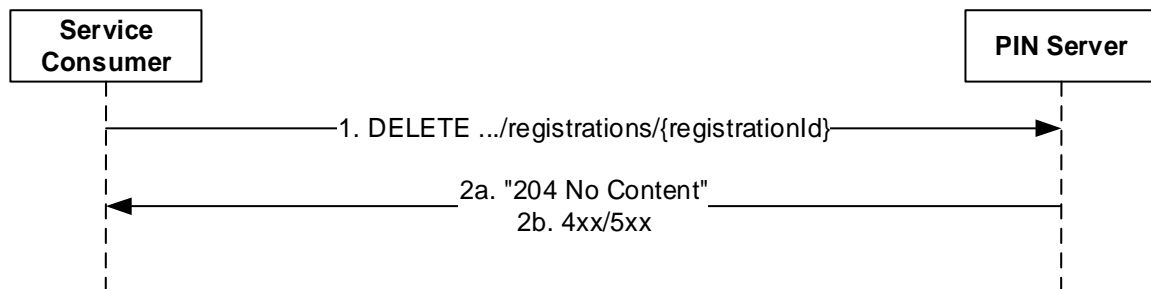 Service
Consumer
PIN Server
1. DELETE .../registrations/{registrationId}
2a. "204 No Content"
2b. 4xx/5xx